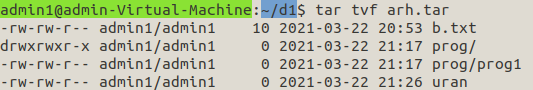 admin1@admin-Virtual-Machine:~/d1$ tar tvf arh.tar
-rw-rw-r-- admin1/admin1    10 2021-03-22 20:53 b.txt
drwxrwxr-x admin1/admin1     0 2021-03-22 21:17 prog/
-rw-rw-r-- admin1/admin1     0 2021-03-22 21:17 prog/prog1
-rw-rw-r-- admin1/admin1     0 2021-03-22 21:26 uran